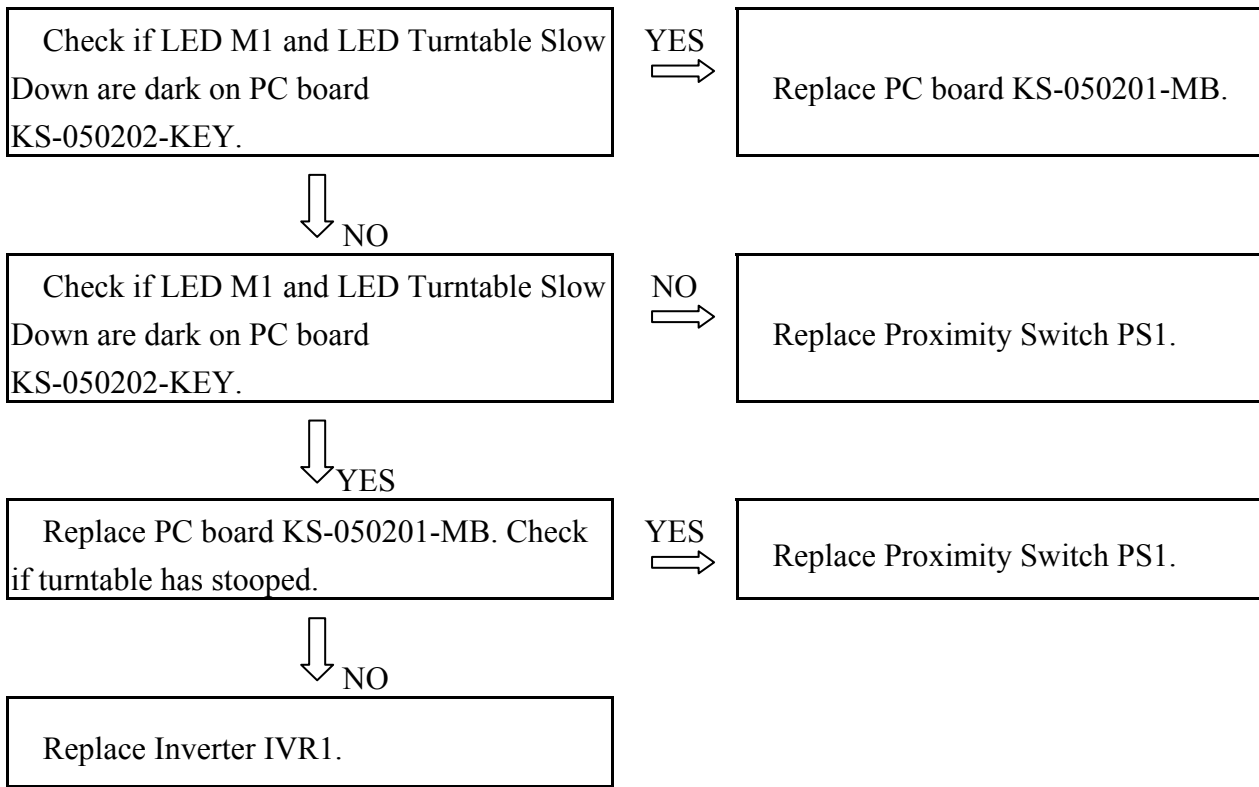 Check if LED M1 and LED Turntable Slow
Down are dark on PC board
KS-050202-KEY.
YES
Replace PC board KS-050201-MB.
NO
Check if LED M1 and LED Turntable Slow
Down are dark on PC board
KS-050202-KEY.
NO
Replace Proximity Switch PS1.
YES
Replace PC board KS-050201-MB. Check
if turntable has stooped.
YES
Replace Proximity Switch PS1.
NO
Replace Inverter IVR1.